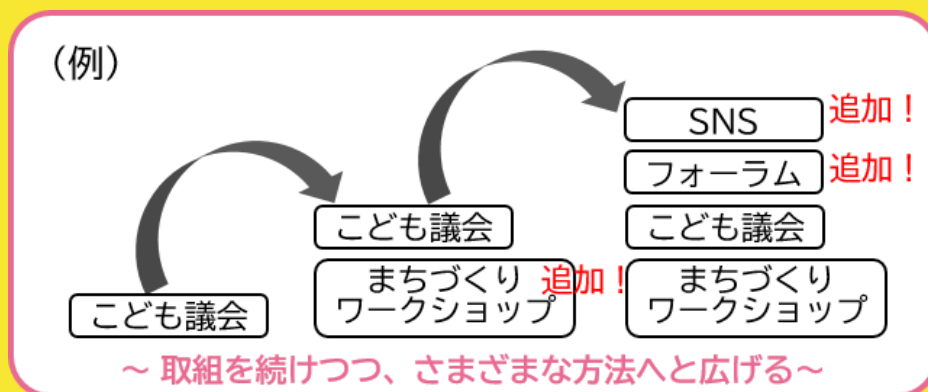 （例）
こども議会
こども議会
まちづくり
ワークショップ
追加！
SNS
追加！
フォーラム
追加！
こども議会
まちづくり
ワークショップ
～ 取組を続けつつ、さまざまな方法へと広げる～